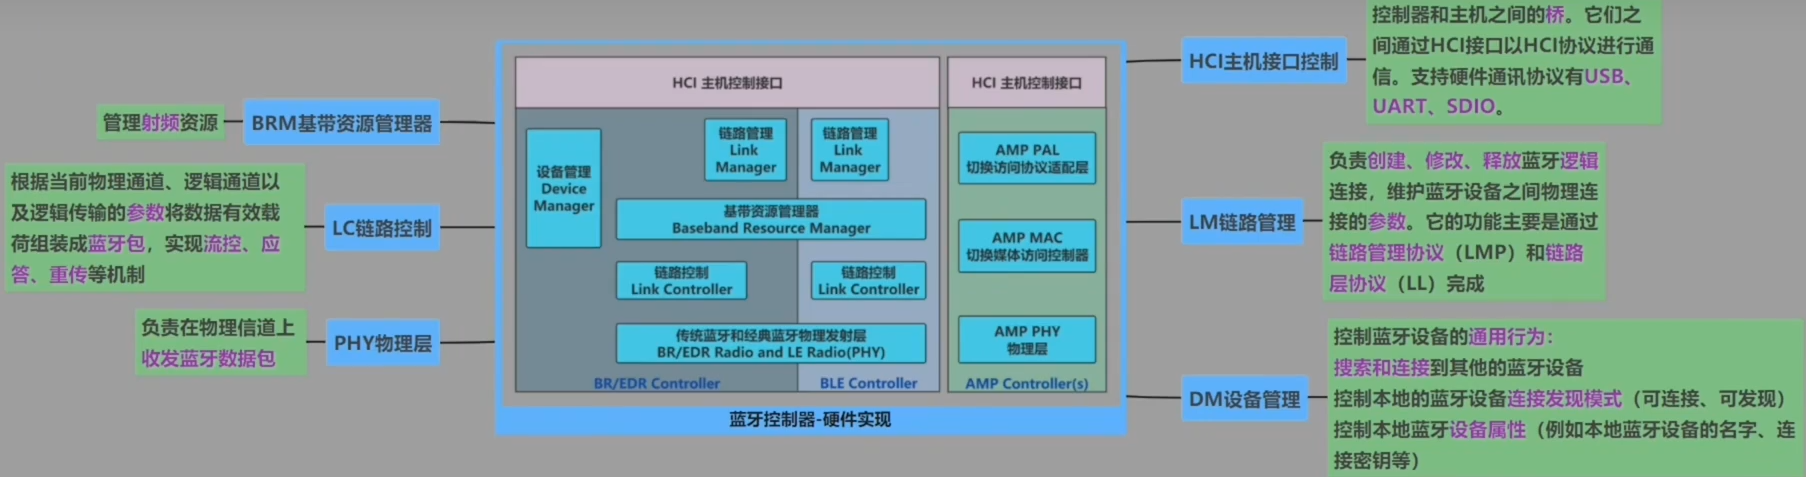 管理射频资源
BRM基带资源管理器
根据当前物理通道、逻辑通道以
及逻辑传输的参数将数据有效载
荷组装成蓝牙包，实现流控、应
答、重传等机制
LC链路控制
负责在物理信道上
收发蓝牙数据包
PHY物理层
HCI 主机控制接口
设备管理
Device
Manager
链路管理
Link
Manager
链路管理
Link
Manager
基带资源管理器
Baseband Resource Manager
链路控制
Link Controller
链路控制
Link Controller
传统蓝牙和经典蓝牙物理发射层
BR/EDR Radio and LE Radio(PHY)
BR/EDR Controller
BLE Controller
HCI 主机控制接口
AMP PAL
切换访问协议适配层
AMP MAC
切换媒体访问控制器
AMP PHY
物理层
AMP Controller(s)
蓝牙控制器-硬件实现
HCI主机接口控制
控制器和主机之间的桥。它们之
间通过HCI接口以HCI协议进行通
信。支持硬件通讯协议有USB、
UART、SDIO。
LM链路管理
负责创建、修改、释放蓝牙逻辑
连接，维护蓝牙设备之间物理连
接的参数。它的功能主要是通过
链路管理协议（LMP）和链路
层协议（LL）完成
DM设备管理
控制蓝牙设备的通用行为：
搜索和连接到其他的蓝牙设备
控制本地的蓝牙设备连接发现模式（可连接、可发现）
控制本地蓝牙设备属性（例如本地蓝牙设备的名字、连
接密钥等）